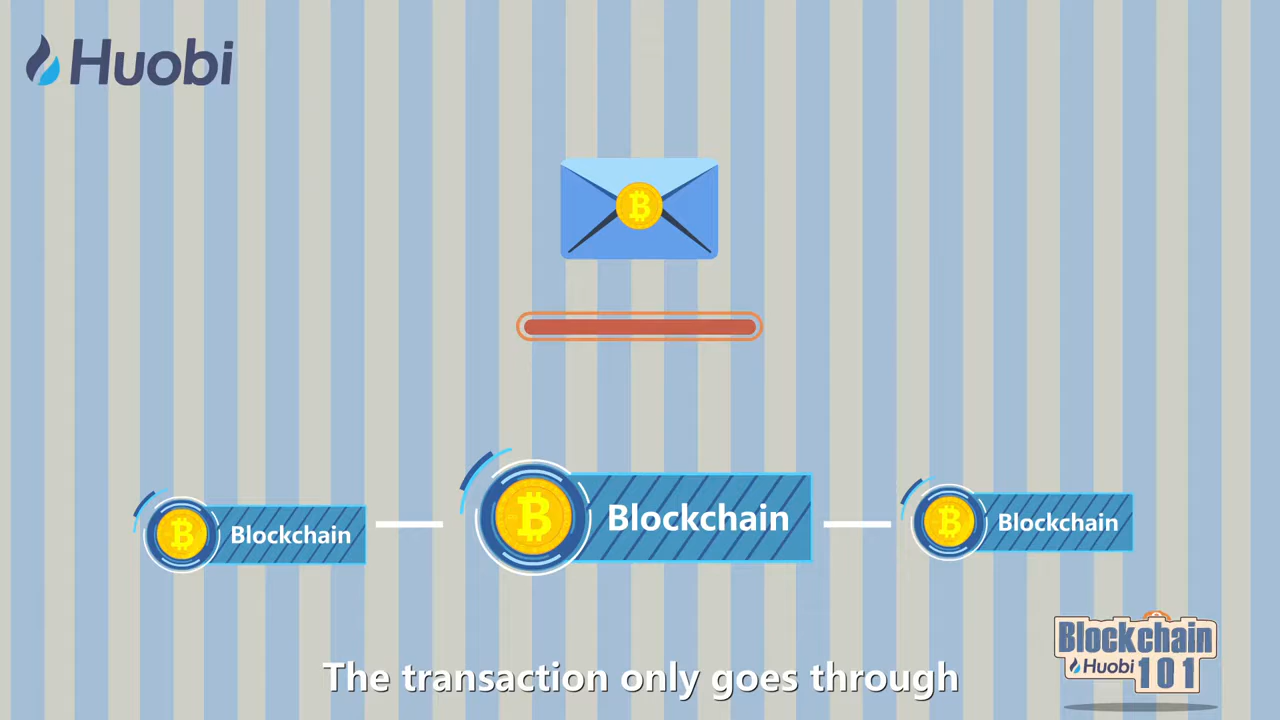 Huobi
Blockchain
Blockchain
Blockchain
Blockchain
Huobi 101
The transaction only goes through